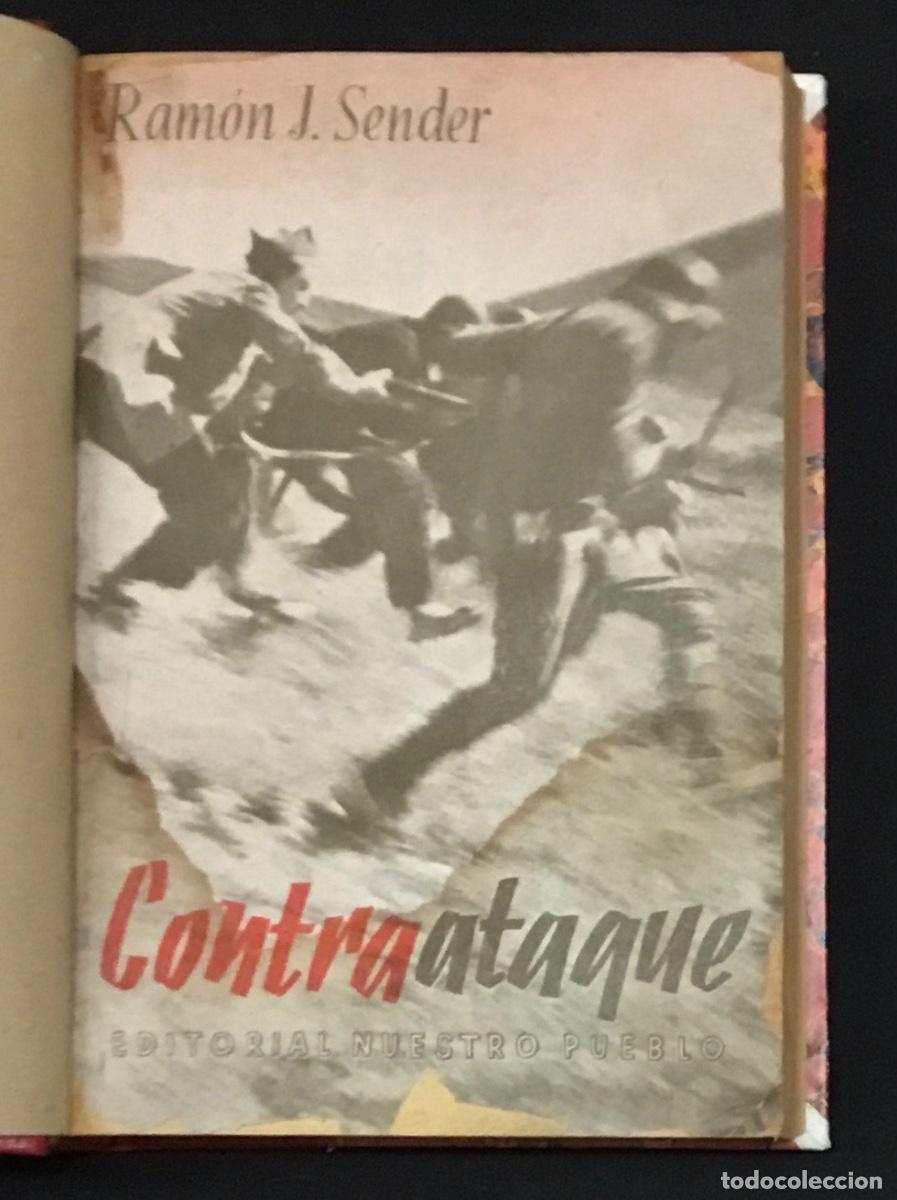 Ramón J. Sender
Contraataque
EDITORIAL NUESTRO PUEBLO
todocoleccion